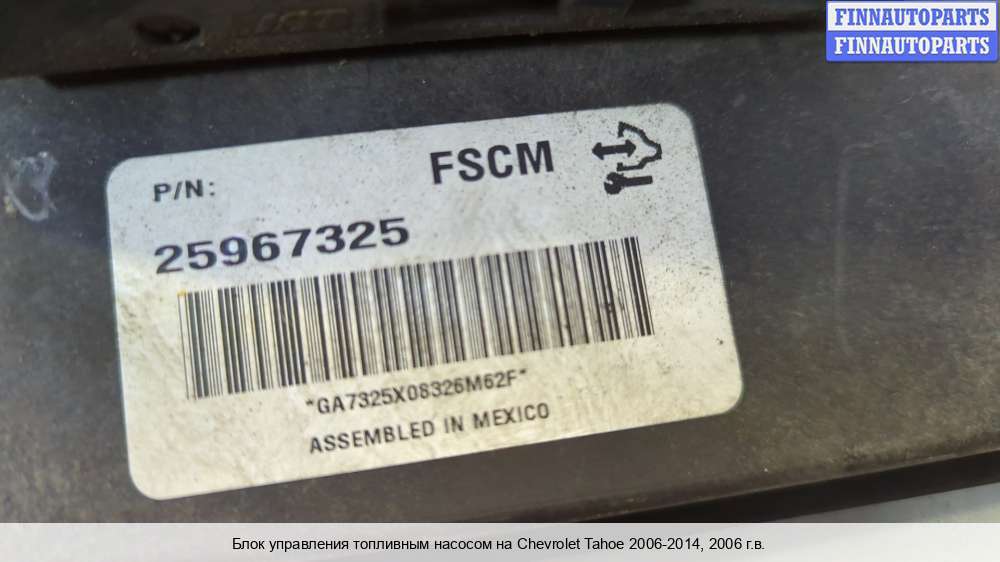 FINNAUTOPARTS
FINNAUTOPARTS
P/N:
FSCM
25967325
*GA7325X08326M62F*
ASSEMBLED IN MEXICO
Блок управления топливным насосом на Chevrolet Tahoe 2006-2014, 2006 г.в.